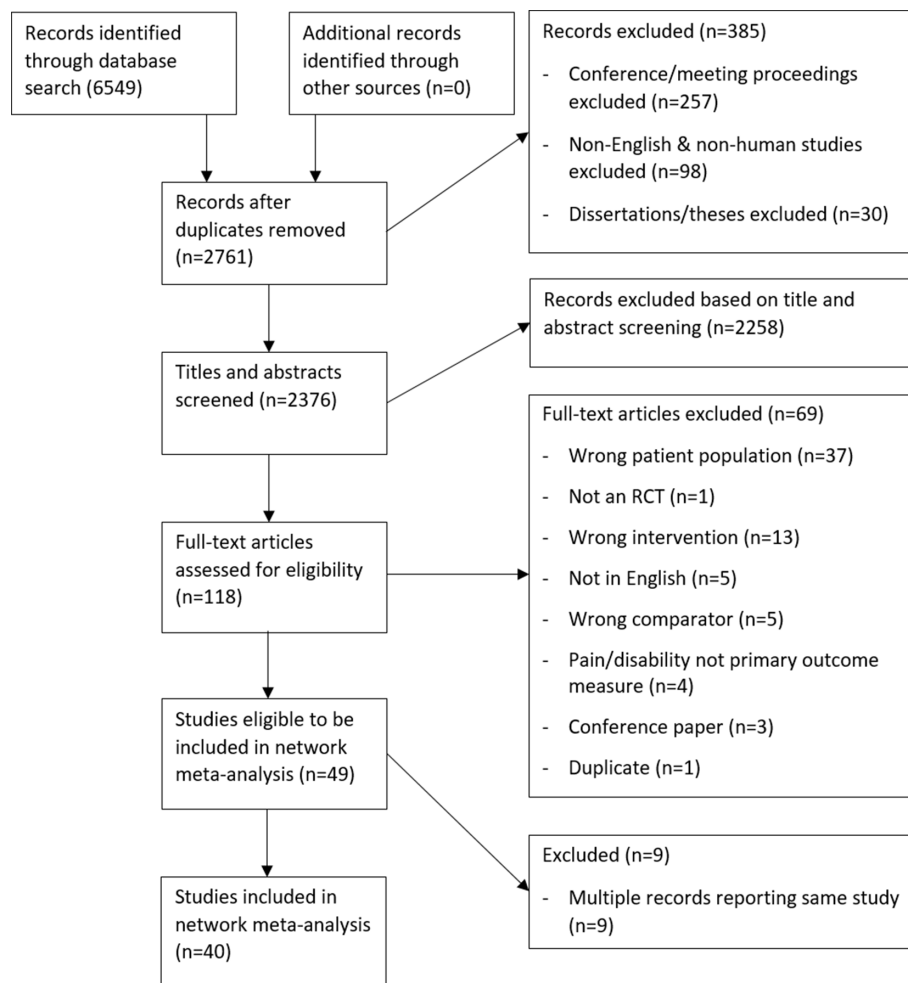 Records identified
through database
search (6549)
Additional records
identified through
other sources (n=0)
Records excluded (n=385)
- Conference/meeting proceedings
excluded (n=257)
- Non-English & non-human studies
excluded (n=98)
- Dissertations/theses excluded (n=30)
Records after
duplicates removed
(n=2761)
Records excluded based on title and
abstract screening (n=2258)
Titles and abstracts
screened (n=2376)
Full-text articles excluded (n=69)
- Wrong patient population (n=37)
- Not an RCT (n=1)
- Wrong intervention (n=13)
- Not in English (n=5)
- Wrong comparator (n=5)
- Pain/disability not primary outcome
measure (n=4)
- Conference paper (n=3)
- Duplicate (n=1)
Full-text articles
assessed for eligibility
(n=118)
Studies eligible to be
included in network
meta-analysis (n=49)
Excluded (n=9)
- Multiple records reporting same study
(n=9)
Studies included in
network meta-analysis
(n=40)